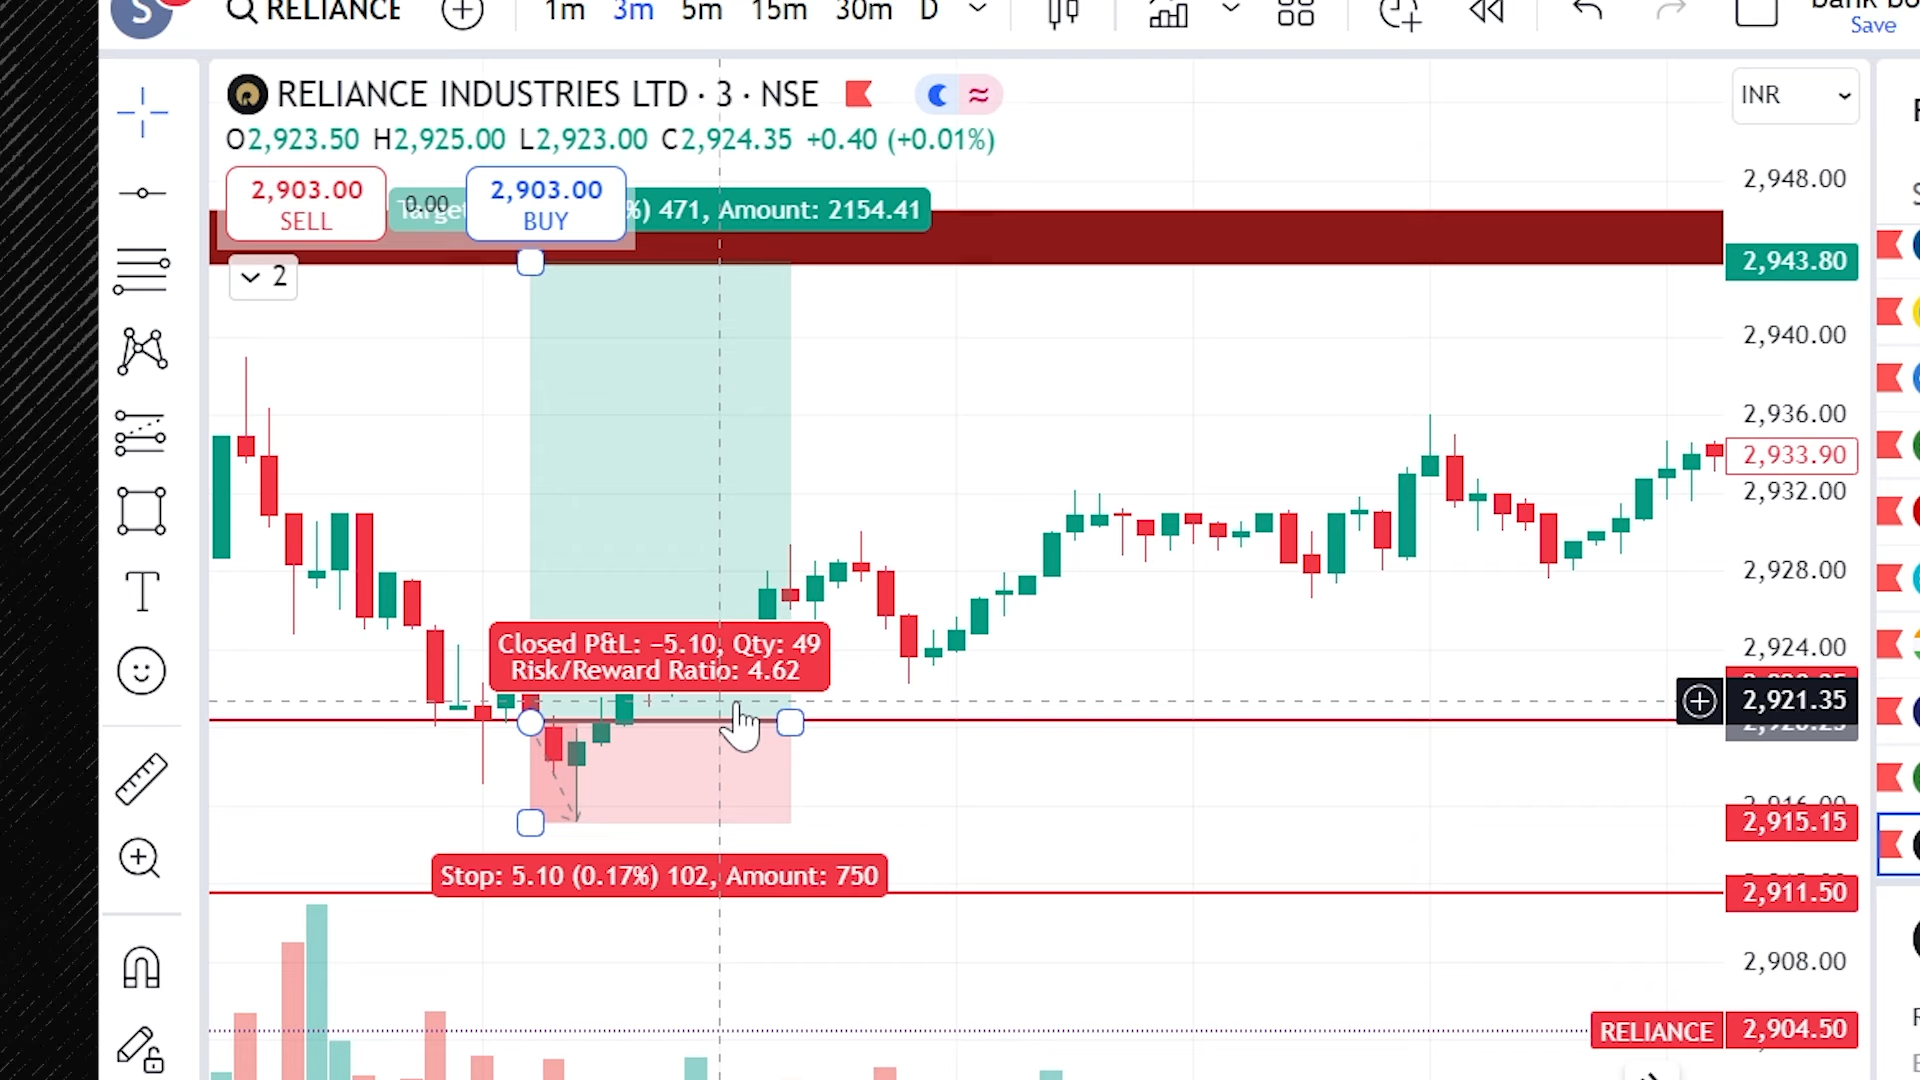 S RELIANCE 1m 3m 5m 15m 30m D
Save
RELIANCE INDUSTRIES LTD · 3 · NSE
INR
O2,923.50 H2,925.00 L2,923.00 C2,924.35 +0.40 (+0.01%)
2,903.00
SELL
0.00
2,903.00
BUY
Target
%) 471, Amount: 2154.41
2
2,948.00
2,943.80
2,940.00
2,936.00
2,933.90
2,932.00
2,928.00
2,924.00
Closed P&L: −5.10, Qty: 49
Risk/Reward Ratio: 4.62
2,921.35
2,916.00
2,915.15
Stop: 5.10 (0.17%) 102, Amount: 750
2,911.50
2,908.00
RELIANCE 2,904.50
T